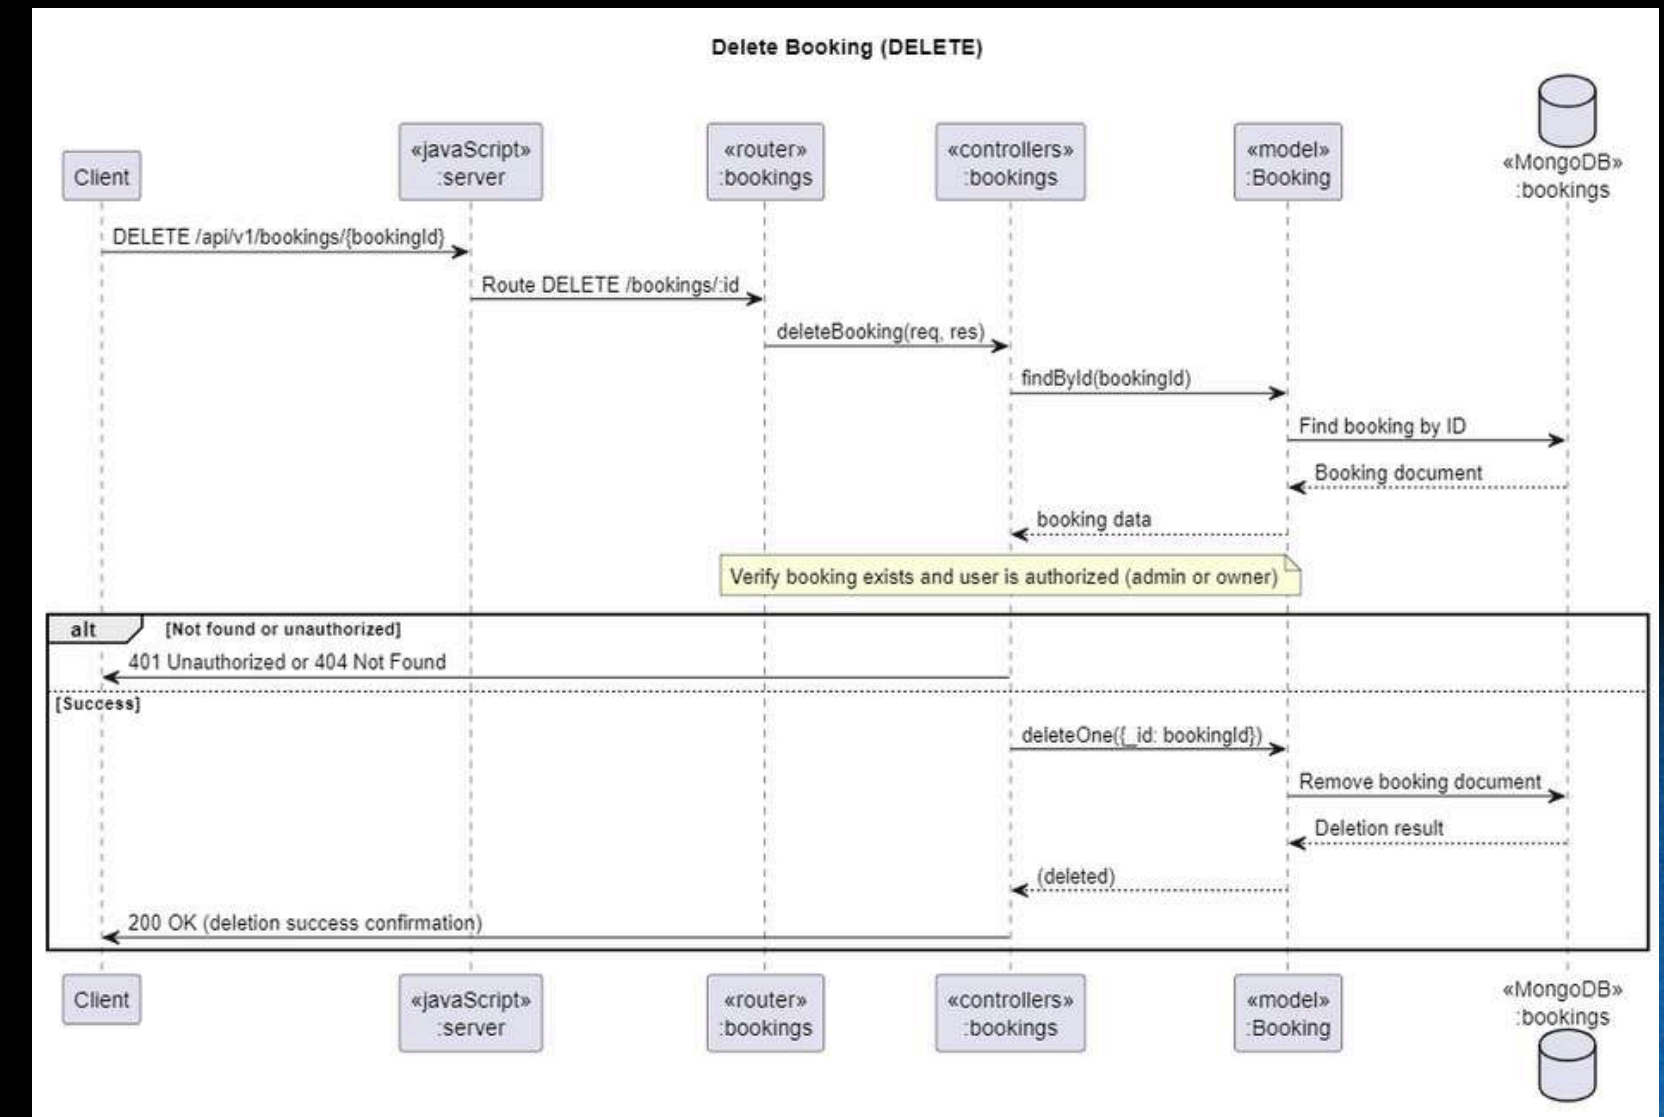 Delete Booking (DELETE)
Client
«javaScript»
:server
«router»
:bookings
«controllers»
:bookings
«model»
:Booking
«MongoDB»
:bookings
DELETE /api/v1/bookings/{bookingId}
Route DELETE /bookings/:id
deleteBooking(req, res)
findById(bookingId)
Find booking by ID
Booking document
booking data
Verify booking exists and user is authorized (admin or owner)
alt [Not found or unauthorized]
401 Unauthorized or 404 Not Found
[Success]
deleteOne({_id: bookingId})
Remove booking document
Deletion result
(deleted)
200 OK (deletion success confirmation)
Client
«javaScript»
:server
«router»
:bookings
«controllers»
:bookings
«model»
:Booking
«MongoDB»
:bookings